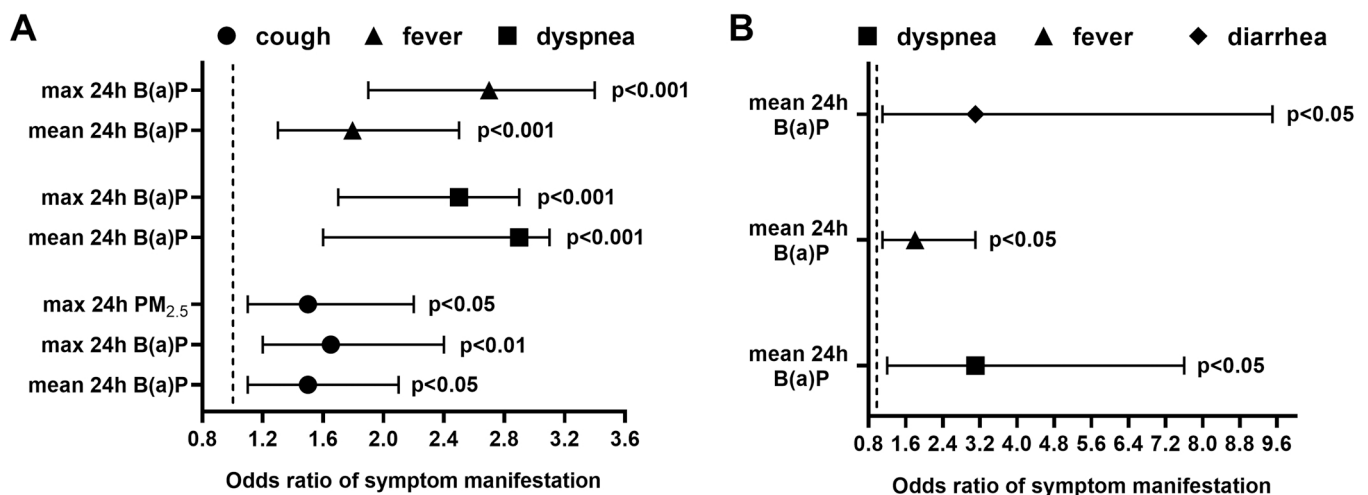 A
cough fever dyspnea
max 24h B(a)P p<0.001
mean 24h B(a)P p<0.001
max 24h B(a)P p<0.001
mean 24h B(a)P p<0.001
max 24h PM2.5 p<0.05
max 24h B(a)P p<0.01
mean 24h B(a)P p<0.05
0.8 1.2 1.6 2.0 2.4 2.8 3.2 3.6
Odds ratio of symptom manifestation
B
dyspnea fever diarrhea
mean 24h
B(a)P p<0.05
mean 24h
B(a)P p<0.05
mean 24h
B(a)P p<0.05
0.8 1.6 2.4 3.2 4.0 4.8 5.6 6.4 7.2 8.0 8.8 9.6
Odds ratio of symptom manifestation